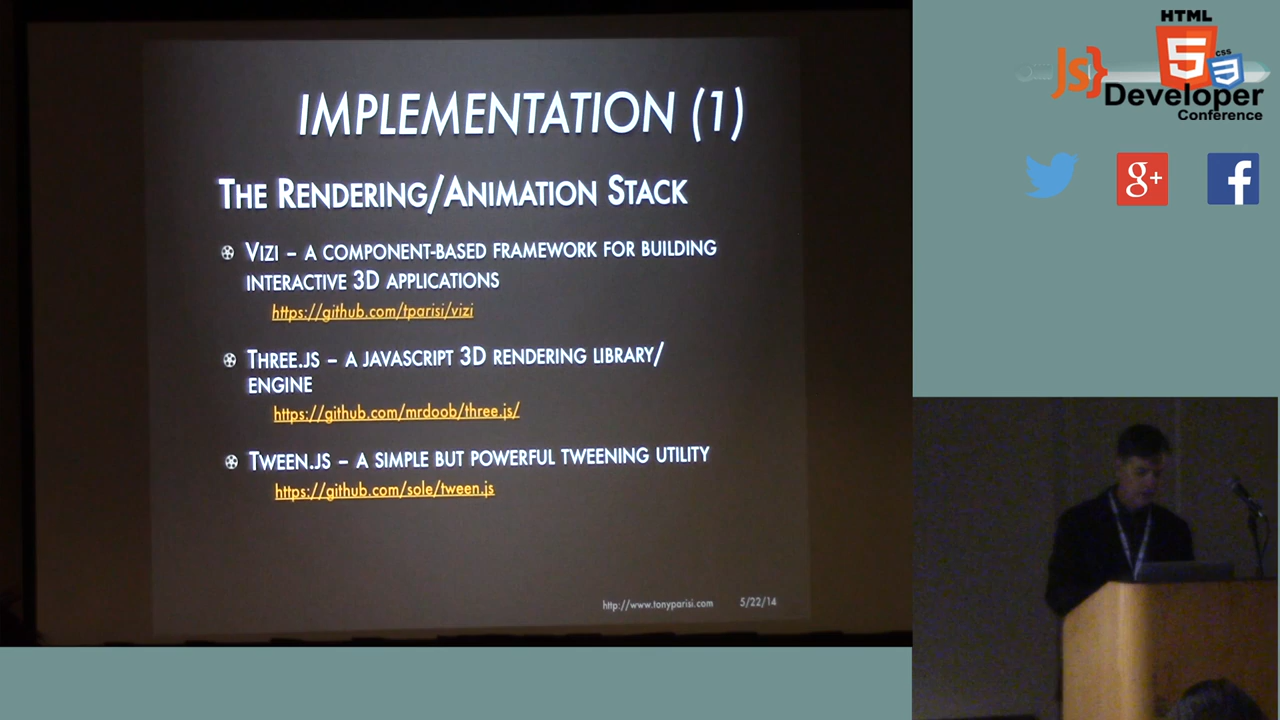 IMPLEMENTATION (1)
THE RENDERING/ANIMATION STACK
VIZI – A COMPONENT-BASED FRAMEWORK FOR BUILDING
INTERACTIVE 3D APPLICATIONS
https://github.com/tparisi/vizi
THREE.JS – A JAVASCRIPT 3D RENDERING LIBRARY/
ENGINE
https://github.com/mrdoob/three.js/
TWEEN.JS – A SIMPLE BUT POWERFUL TWEENING UTILITY
https://github.com/sole/tween.js
http://www.tonyparisi.com 5/22/14
HTML
JS} 5 CSS 3
Developer
Conference
g+ f